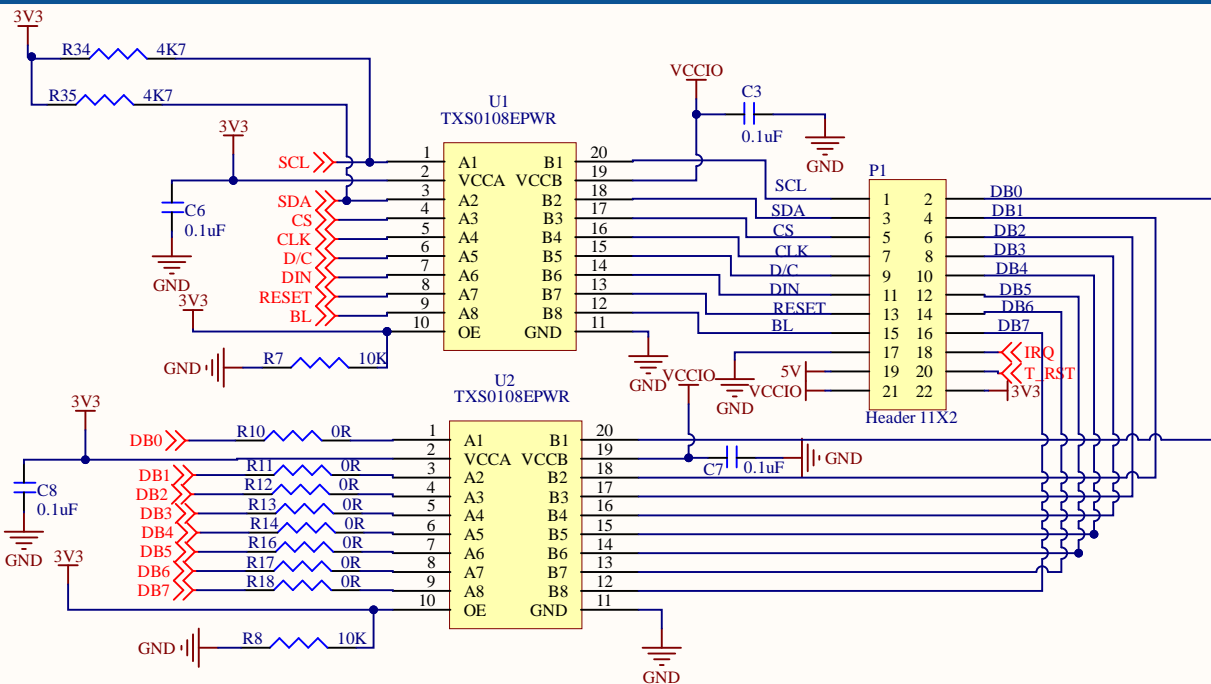 3V3
R34 4K7
R35 4K7
VCCIO
C3
0.1uF
GND
U1
TXS0108EPWR
3V3
C6
0.1uF
GND
SCL 1 A1 B1 20
2 VCCA VCCB 19
SDA 3 A2 B2 18
CS 4 A3 B3 17
CLK 5 A4 B4 16
D/C 6 A5 B5 15
DIN 7 A6 B6 14
RESET 8 A7 B7 13
BL 9 A8 B8 12
10 OE GND 11
3V3
GND R7 10K
GND
P1
SCL 1 2 DB0
SDA 3 4 DB1
CS 5 6 DB2
CLK 7 8 DB3
D/C 9 10 DB4
DIN 11 12 DB5
RESET 13 14 DB6
BL 15 16 DB7
17 18 IRQ
5V 19 20 T_RST
VCCIO 21 22 3V3
GND
Header 11X2
U2
TXS0108EPWR
VCCIO
C7 0.1uF GND
3V3
C8
0.1uF
GND
DB0 R10 0R 1 A1 B1 20
2 VCCA VCCB 19
DB1 R11 0R 3 A2 B2 18
DB2 R12 0R 4 A3 B3 17
DB3 R13 0R 5 A4 B4 16
DB4 R14 0R 6 A5 B5 15
DB5 R16 0R 7 A6 B6 14
DB6 R17 0R 8 A7 B7 13
DB7 R18 0R 9 A8 B8 12
10 OE GND 11
3V3
GND R8 10K
GND